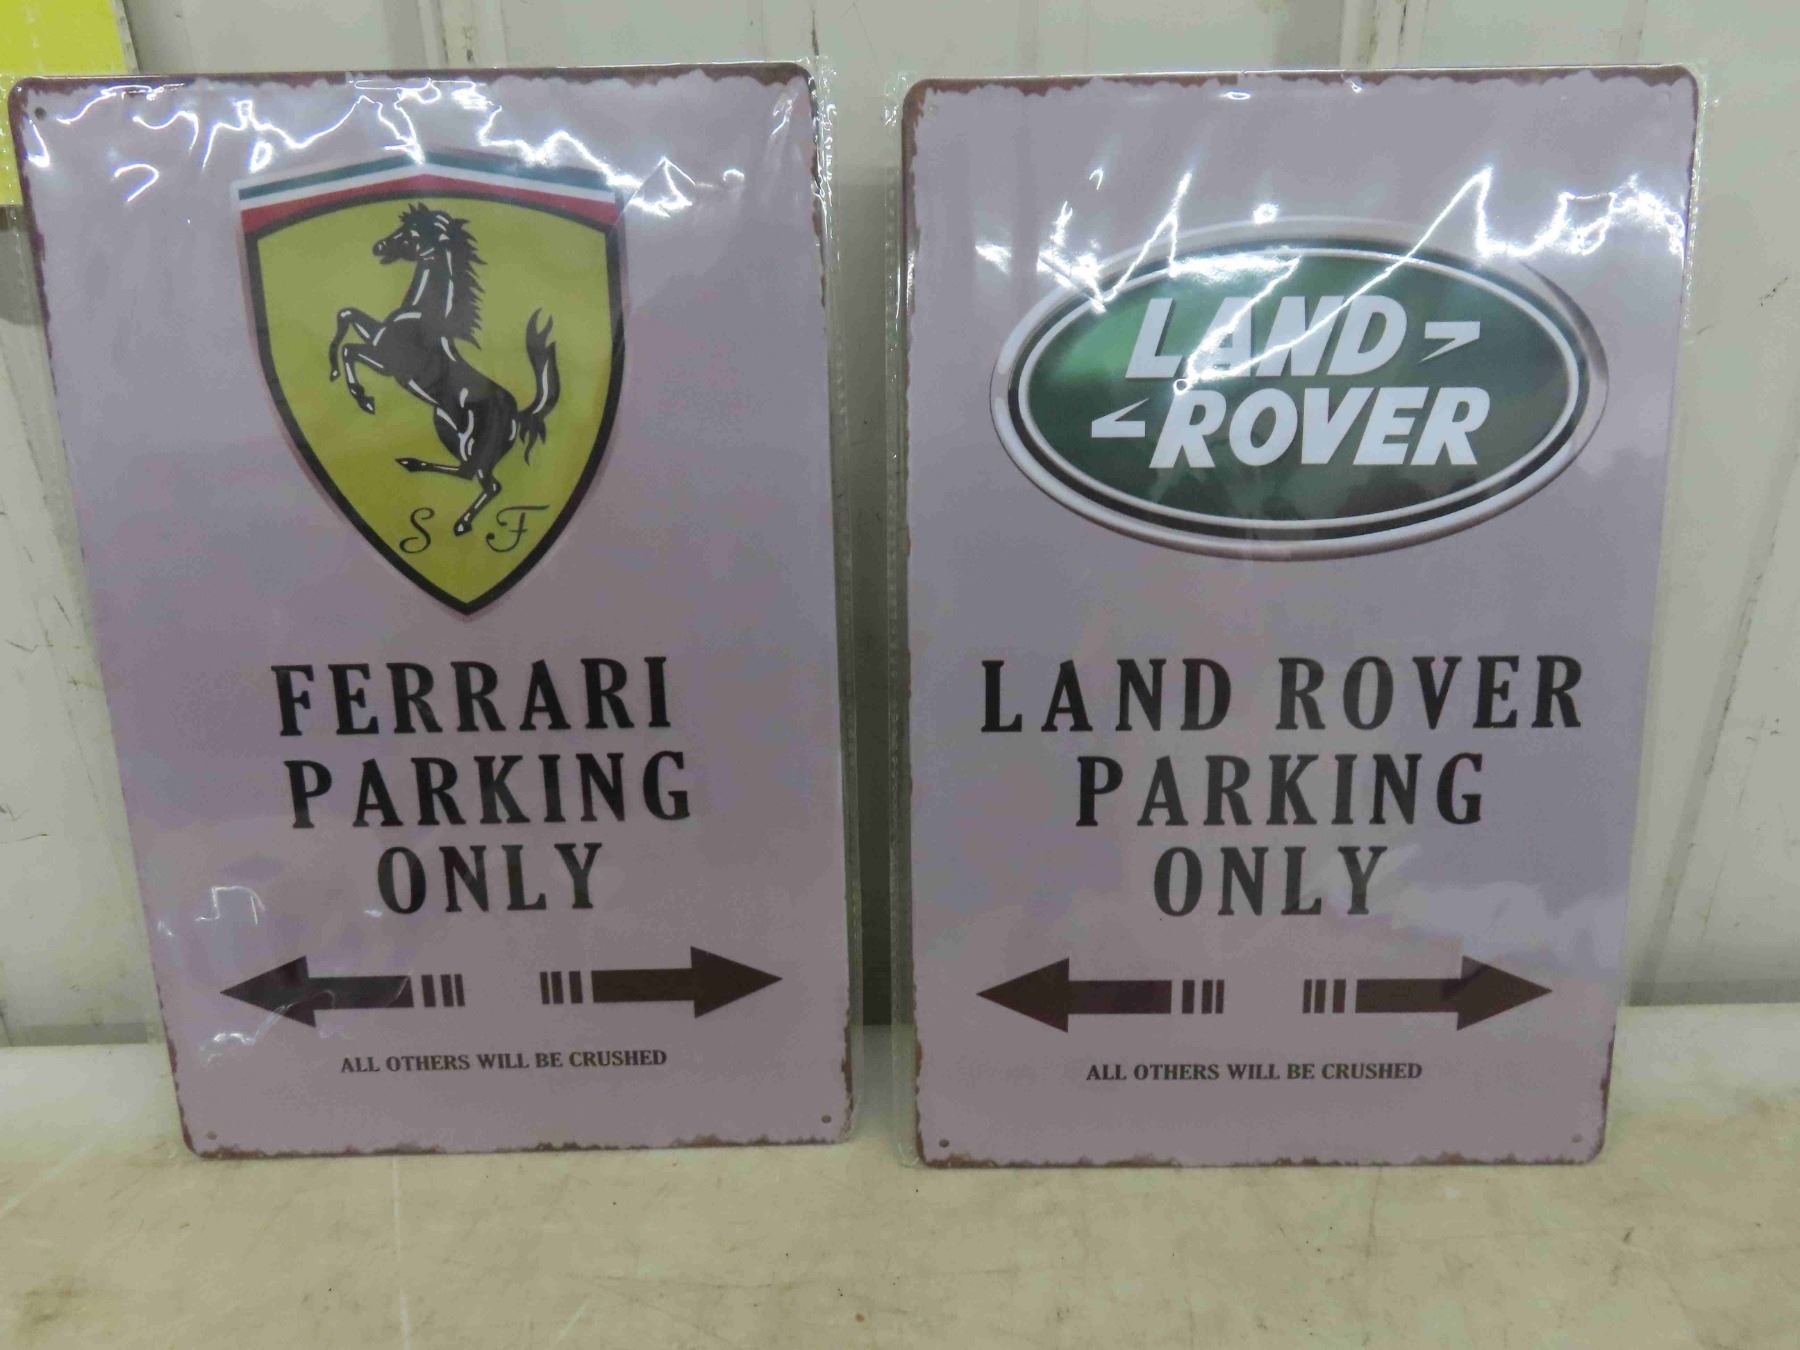 S F
FERRARI
PARKING
ONLY
ALL OTHERS WILL BE CRUSHED
LAND
ROVER
LAND ROVER
PARKING
ONLY
ALL OTHERS WILL BE CRUSHED